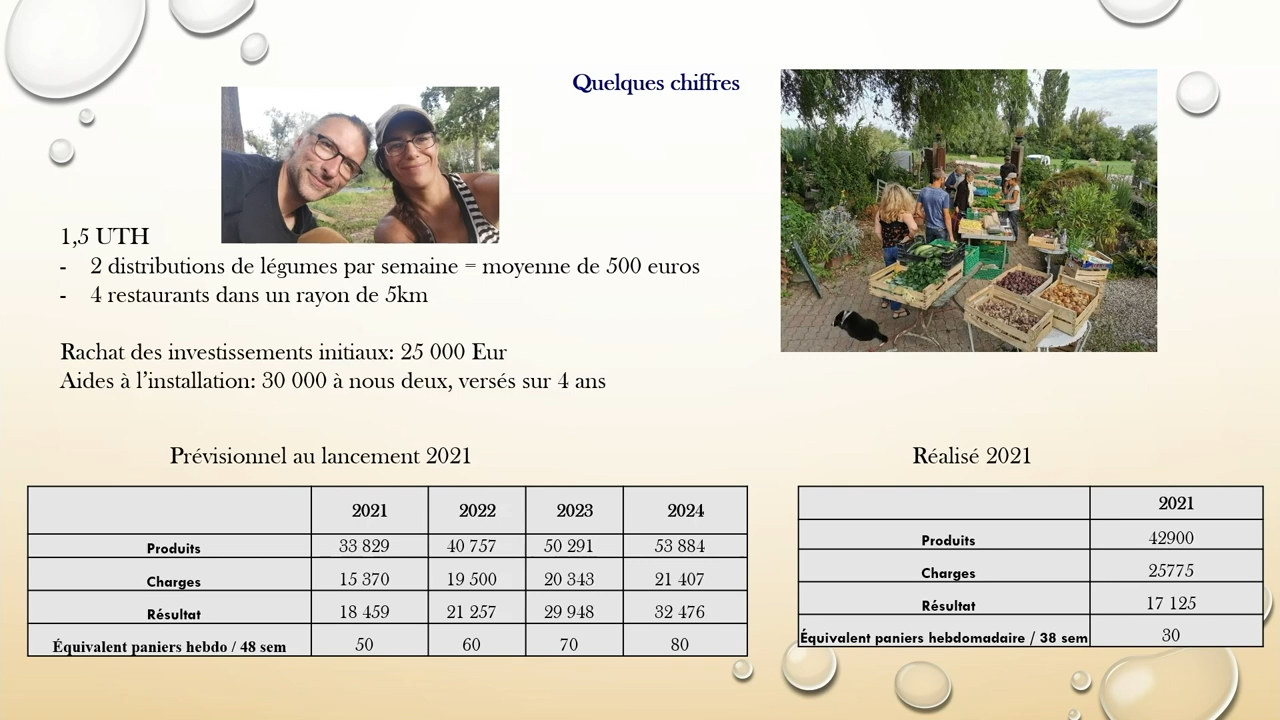 Quelques chiffres
1,5 UTH
- 2 distributions de légumes par semaine = moyenne de 500 euros
- 4 restaurants dans un rayon de 5km
Rachat des investissements initiaux: 25 000 Eur
Aides à l’installation: 30 000 à nous deux, versés sur 4 ans
Prévisionnel au lancement 2021
2021 2022 2023 2024
Produits 33 829 40 757 50 291 53 884
Charges 15 370 19 500 20 343 21 407
Résultat 18 459 21 257 29 948 32 476
Équivalent paniers hebdo / 48 sem 50 60 70 80
Réalisé 2021
2021
Produits 42900
Charges 25775
Résultat 17 125
Équivalent paniers hebdomadaire / 38 sem 30